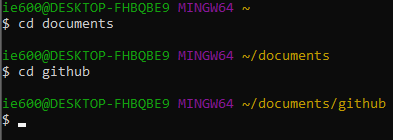 ie600@DESKTOP-FHBQBE9 MINGW64 ~
$ cd documents
ie600@DESKTOP-FHBQBE9 MINGW64 ~/documents
$ cd github
ie600@DESKTOP-FHBQBE9 MINGW64 ~/documents/github
$